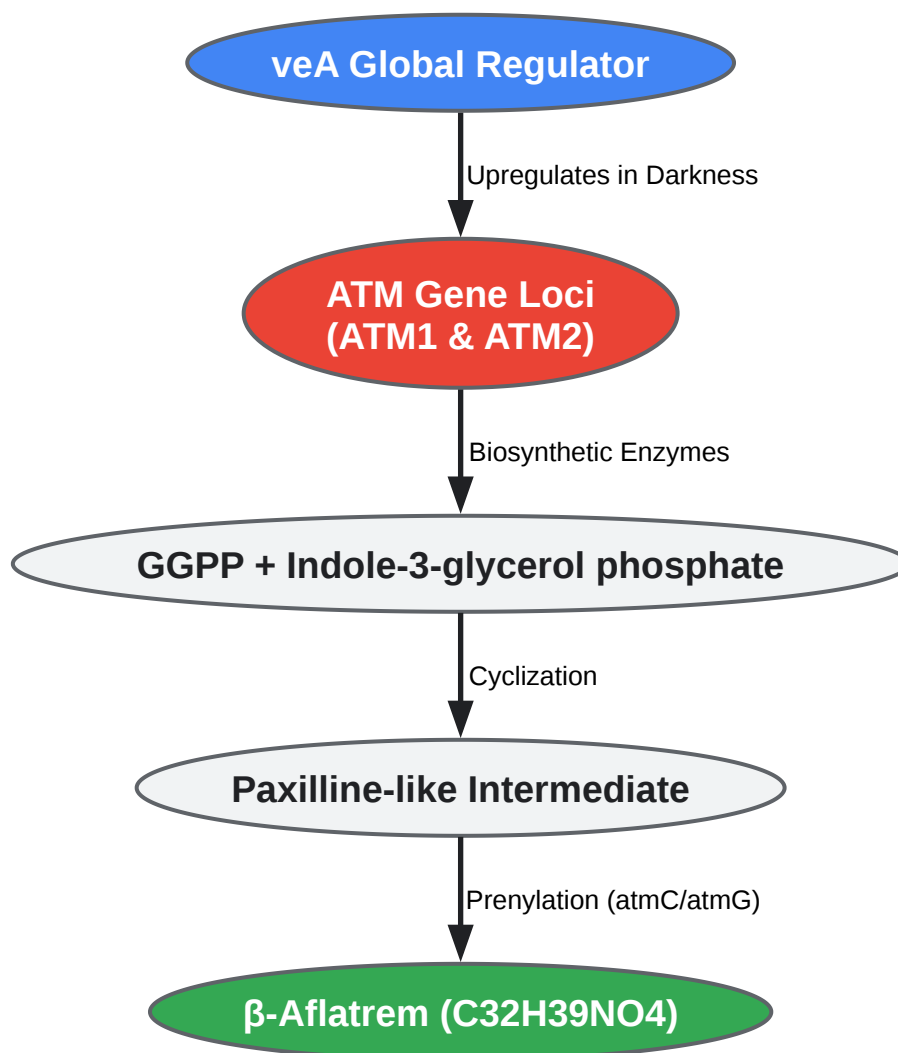 veA Global Regulator
Upregulates in Darkness
ATM Gene Loci
(ATM1 & ATM2)
Biosynthetic Enzymes
GGPP + Indole-3-glycerol phosphate
Cyclization
Paxilline-like Intermediate
Prenylation (atmC/atmG)
β-Aflatrem (C32H39NO4)